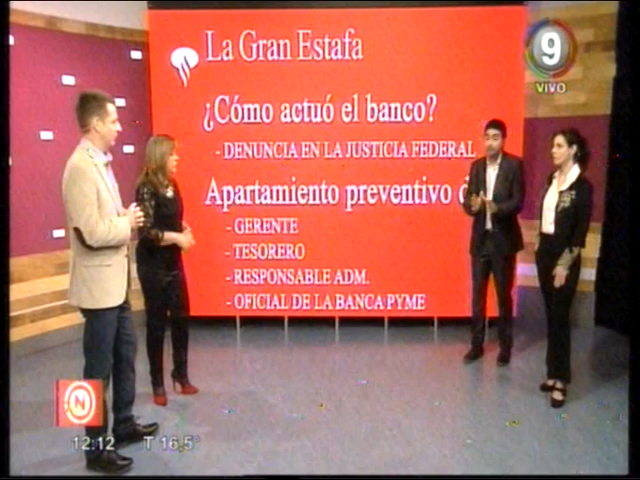 La Gran Estafa
9
VIVO
¿Cómo actuó el banco?
- DENUNCIA EN LA JUSTICIA FEDERAL
Apartamiento preventivo d
- GERENTE
- TESORERO
- RESPONSABLE ADM.
- OFICIAL DE LA BANCA PYME
N
12:12 T 16,5°